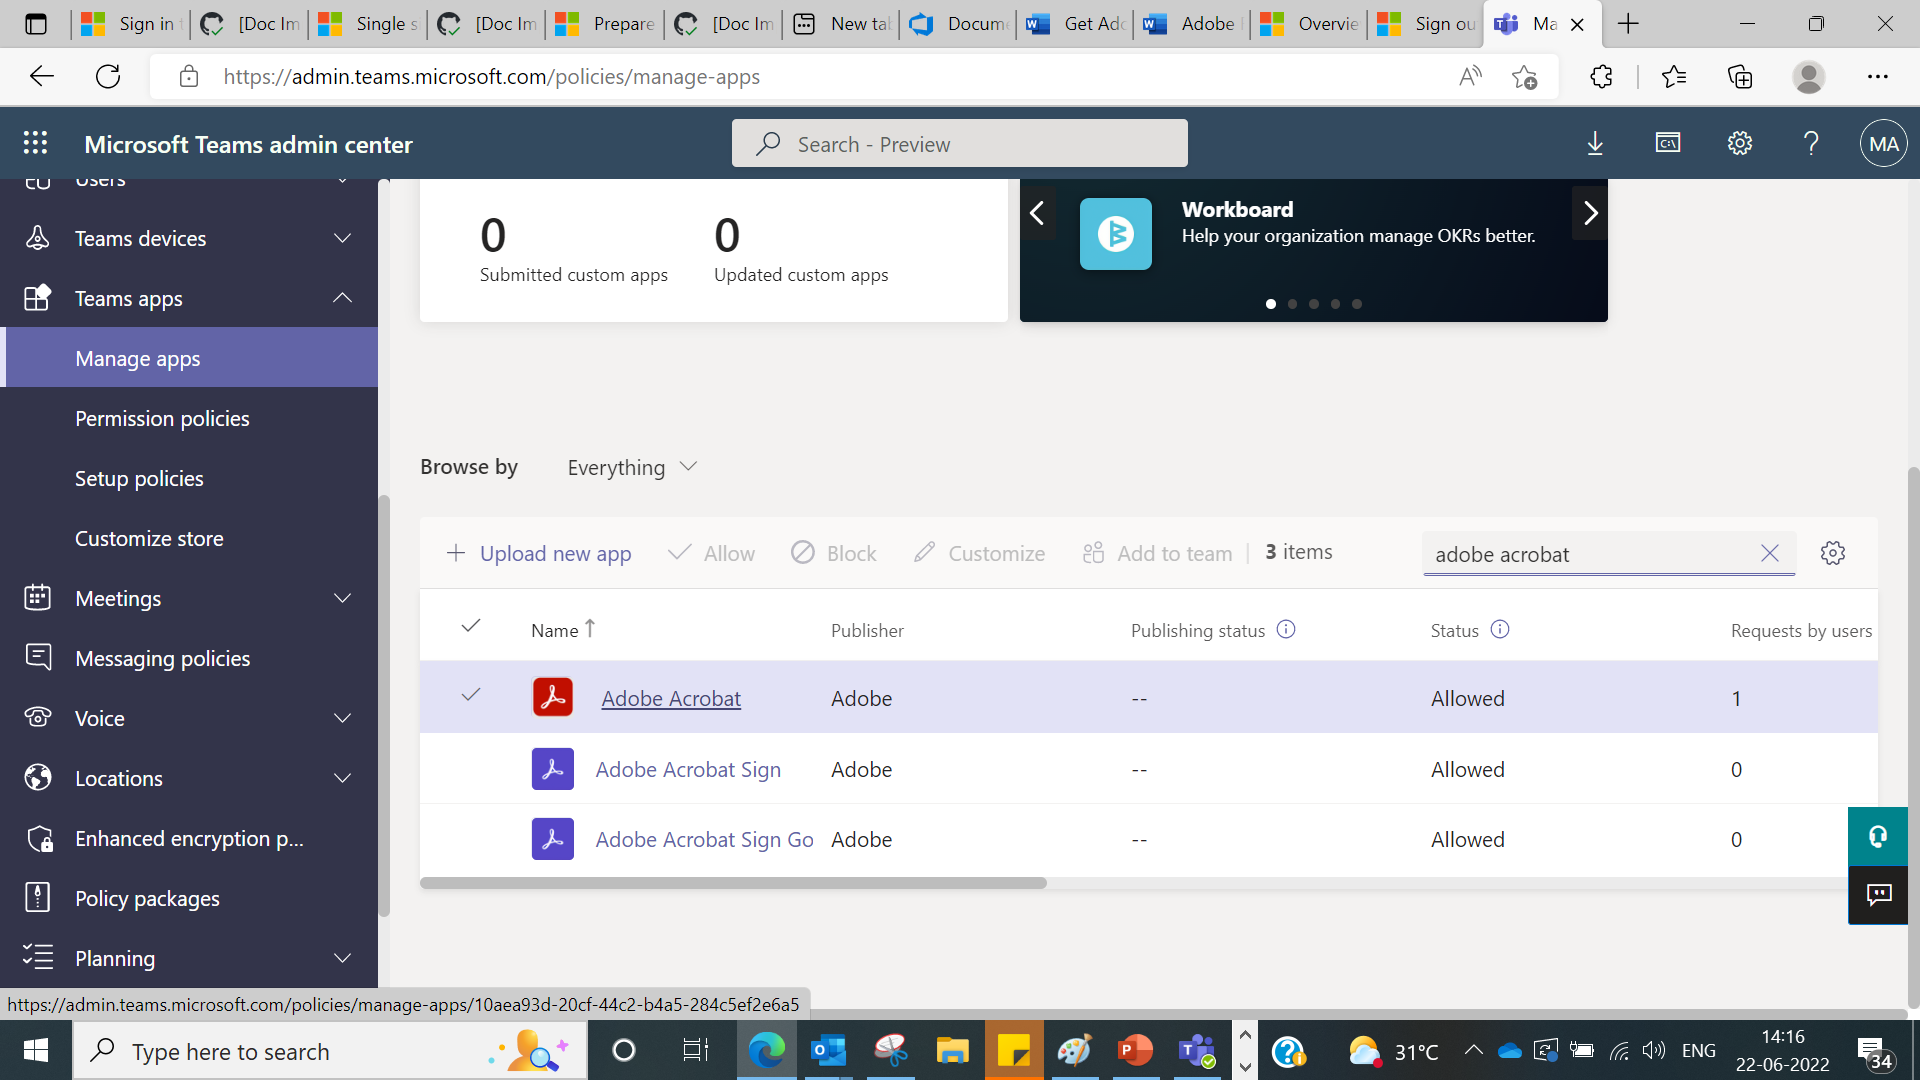 Sign in t
[Doc Im
Single s
[Doc Im
Prepare
[Doc Im
New tab
Docume
Get Add
Adobe
Overvie
Sign ou
Ma
https://admin.teams.microsoft.com/policies/manage-apps
Microsoft Teams admin center
Search - Preview
MA
Users
Teams devices
Teams apps
Manage apps
Permission policies
Setup policies
Customize store
Meetings
Messaging policies
Voice
Locations
Enhanced encryption p...
Policy packages
Planning
0
Submitted custom apps
0
Updated custom apps
Workboard
Help your organization manage OKRs better.
Browse by
Everything
Upload new app
Allow
Block
Customize
Add to team
3 items
adobe acrobat
Name
Publisher
Publishing status
Status
Requests by users
Adobe Acrobat
Adobe
--
Allowed
1
Adobe Acrobat Sign
Adobe
--
Allowed
0
Adobe Acrobat Sign Go
Adobe
--
Allowed
0
https://admin.teams.microsoft.com/policies/manage-apps/10aea93d-20cf-44c2-b4a5-284c5ef2e6a5
Type here to search
31°C
ENG
14:16
22-06-2022
34